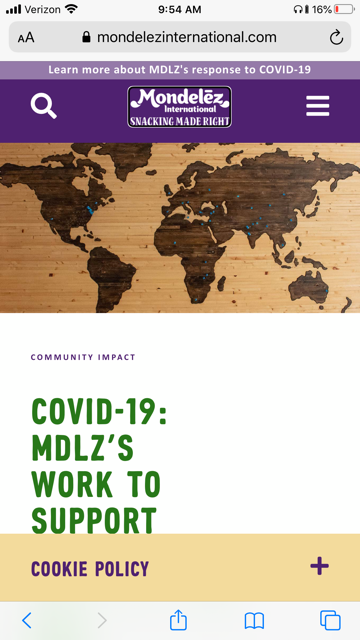 Verizon 9:54 AM 16%
AA mondelezinternational.com
Learn more about MDLZ's response to COVID-19
Mondelēz,
International
SNACKING MADE RIGHT
COMMUNITY IMPACT
COVID-19:
MDLZ'S
WORK TO
SUPPORT
COOKIE POLICY +